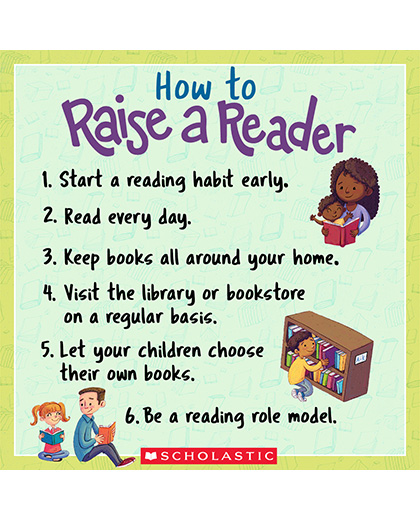 How to
Raise a Reader
1. Start a reading habit early.
2. Read every day.
3. Keep books all around your home.
4. Visit the library or bookstore
on a regular basis.
5. Let your children choose
their own books.
6. Be a reading role model.
SCHOLASTIC